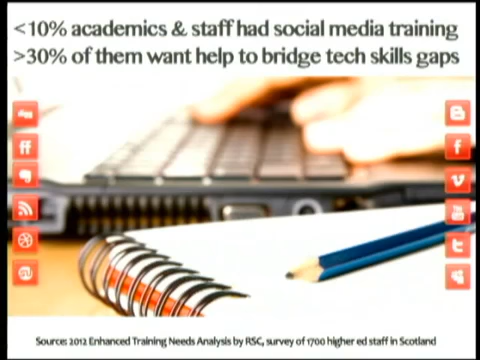 <10% academics & staff had social media training
>30% of them want help to bridge tech skills gaps
Source: 2012 Enhanced Training Needs Analysis by RSC, survey of 1700 higher ed staff in Scotland